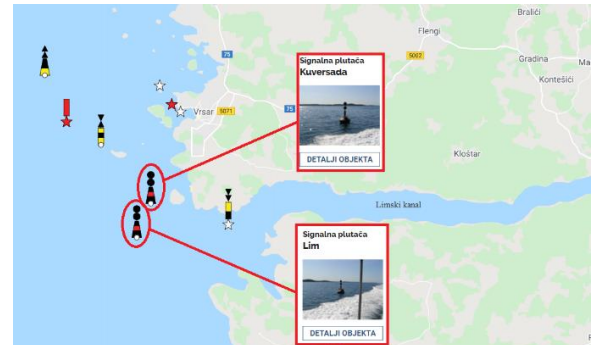 Bralići
Flengi
75
5002
Gradina
Kontešići
Signalna plutača
Kuversada
75
Vrsar
5071
DETALJI OBJEKTA
Kloštar
Limski kanal
Signalna plutača
Lim
DETALJI OBJEKTA